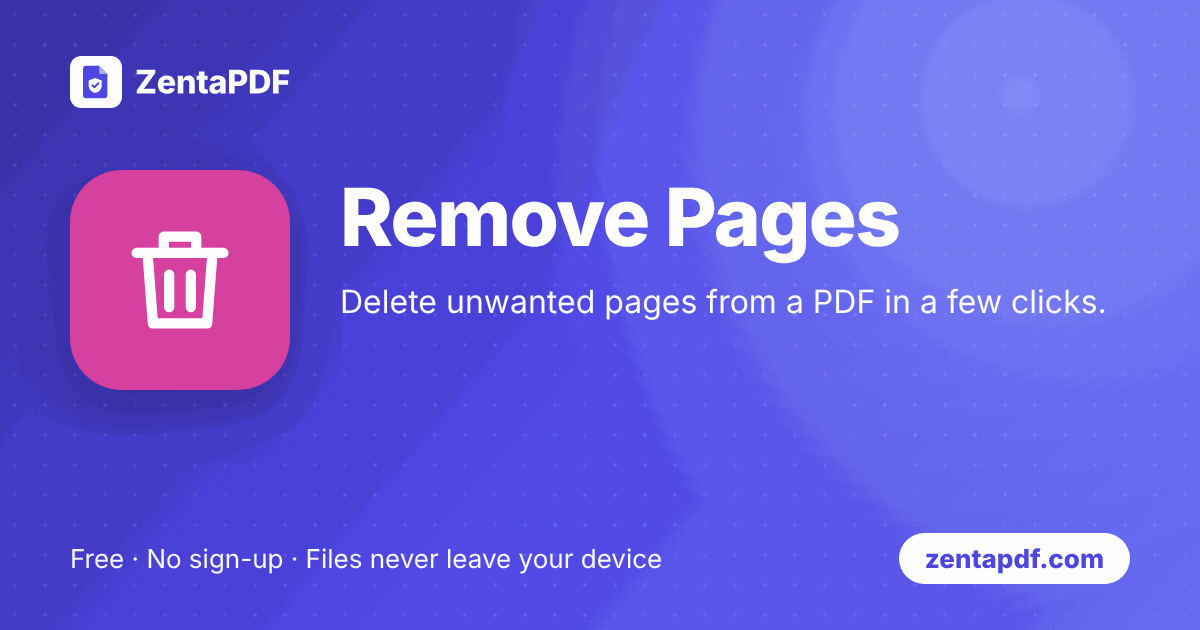 ZentaPDF
Remove Pages
Delete unwanted pages from a PDF in a few clicks.
Free · No sign-up · Files never leave your device
zentapdf.com